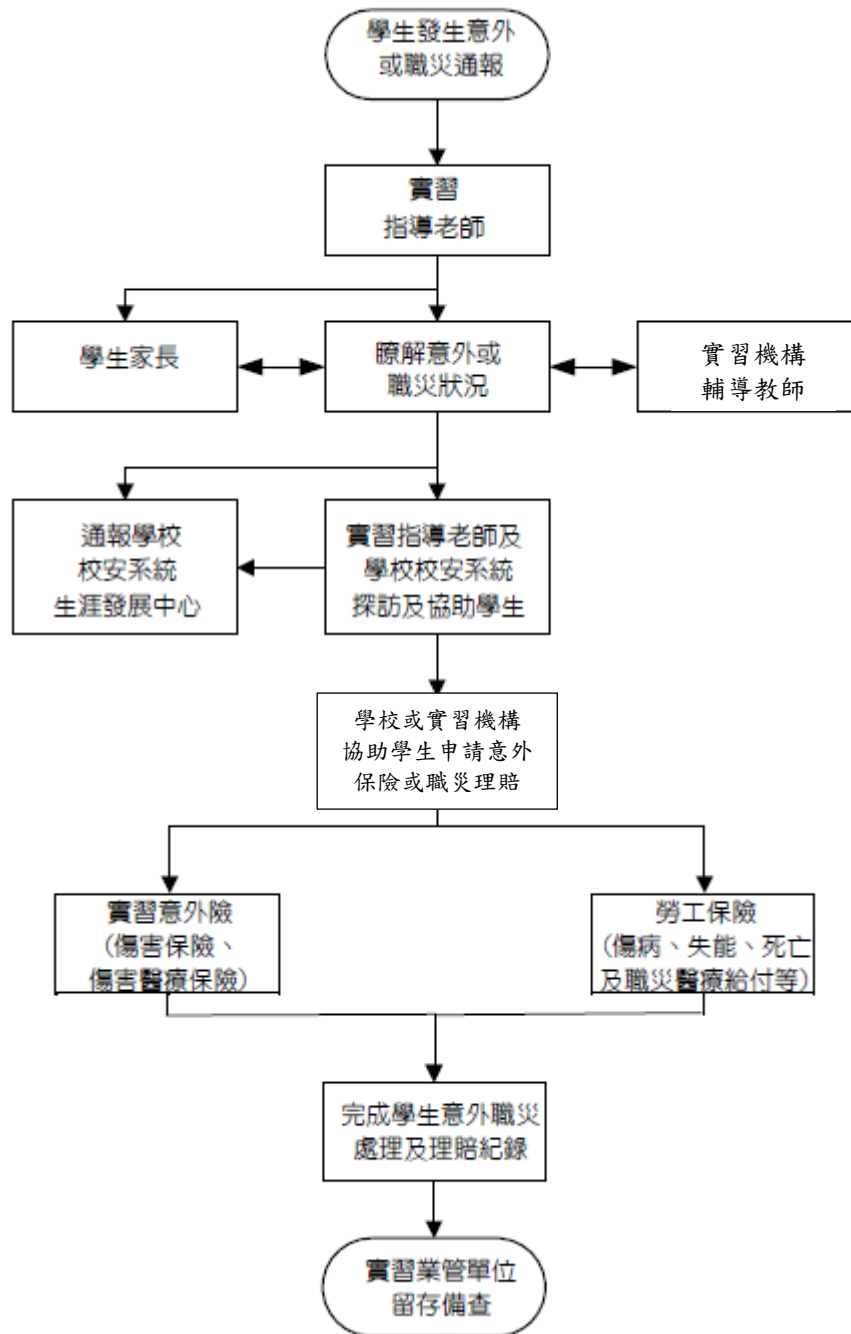 學生發生意外
或職災通報
實習
指導老師
學生家長
瞭解意外或
職災狀況
實習機構
輔導教師
通報學校
校安系統
生涯發展中心
實習指導老師及
學校校安系統
探訪及協助學生
學校或實習機構
協助學生申請意外
保險或職災理賠
實習意外險
(傷害保險、
傷害醫療保險)
勞工保險
(傷病、失能、死亡
及職災醫療給付等)
完成學生意外職災
處理及理賠紀錄
實習業管單位
留存備查